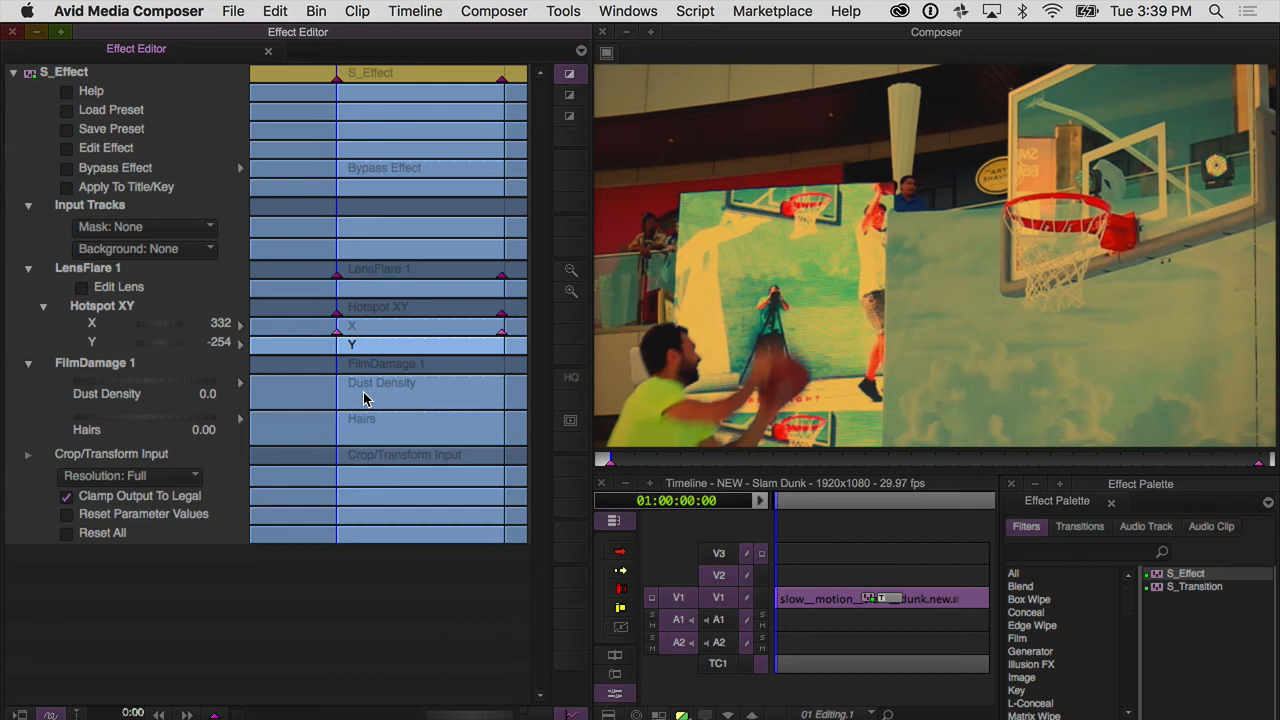 Avid Media Composer File Edit Bin Clip Timeline Composer Tools Windows Script Marketplace Help Tue 3:39 PM
Effect Editor
Effect Editor
S_Effect
S_Effect
Help
Load Preset
Save Preset
Edit Effect
Bypass Effect
Bypass Effect
Apply To Title/Key
Input Tracks
Mask: None
Background: None
LensFlare 1
LensFlare 1
Edit Lens
Hotspot XY
Hotspot XY
X 332
X
Y -254
Y
FilmDamage 1
FilmDamage 1
Dust Density
Dust Density 0.0
Hairs
Hairs 0.00
Crop/Transform Input
Crop/Transform Input
Resolution: Full
Clamp Output To Legal
Reset Parameter Values
Reset All
0:00
HQ
Composer
THE ART
SHAVING
Timeline - NEW - Slam Dunk - 1920x1080 - 29.97 fps
01:00:00:00
V3
V2
V1 V1
slow__motion_ dunk.new.
A1 A1
S
M
A2 A2
S
M
TC1
01 Editing.1
Effect Palette
Effect Palette
Filters Transitions Audio Track Audio Clip
All
Blend
Box Wipe
Conceal
Edge Wipe
Film
Generator
Illusion FX
Image
Key
L-Conceal
Matrix Wipe
S_Effect
S_Transition